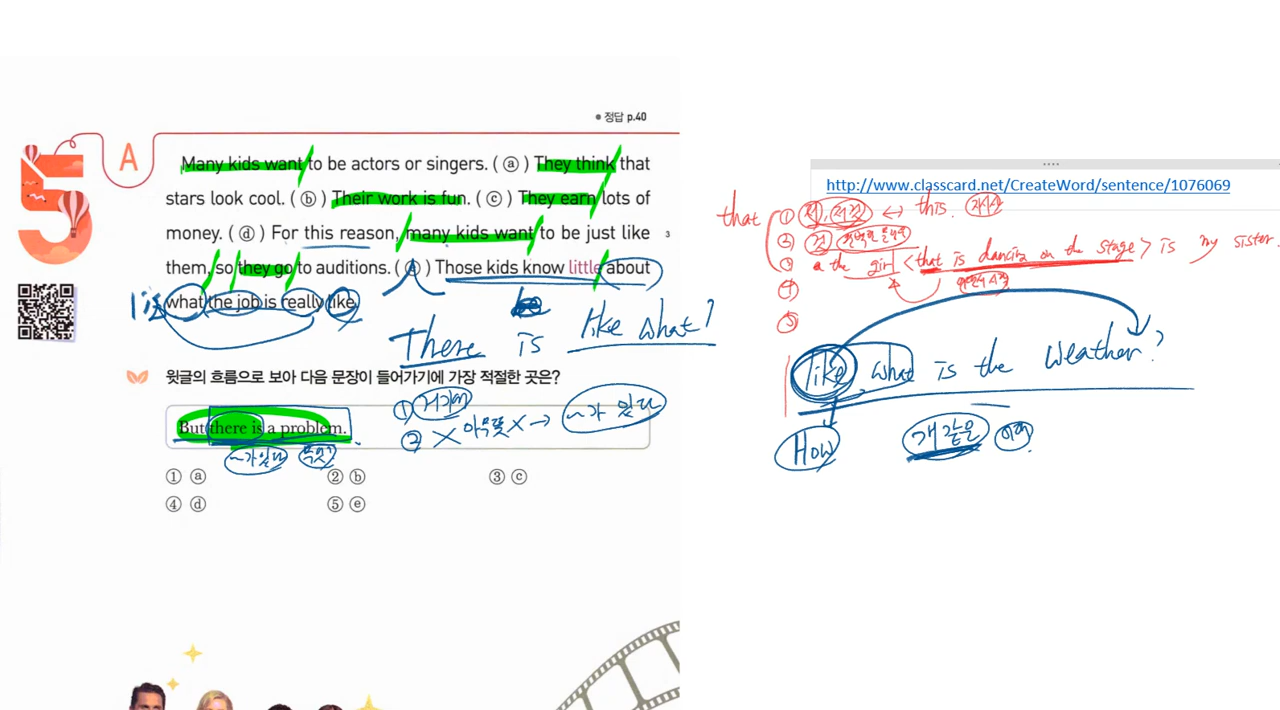 • 정답 p.40
5
A
Many kids want to be actors or singers. ( ⓐ ) They think that
stars look cool. ( ⓑ ) Their work is fun. ( ⓒ ) They earn lots of
money. ( ⓓ ) For this reason, many kids want to be just like
3
them, so they go to auditions. ( ⓔ ) Those kids know little about
what the job is really like.
There is like what?
윗글의 흐름으로 보아 다음 문장이 들어가기에 가장 적절한 곳은?
But there is a problem.
~가 있다
① 거기에
② X 아무뜻 X → ~가 있다
① ⓐ
② ⓑ
③ ⓒ
④ ⓓ
⑤ ⓔ
http://www.classcard.net/CreateWord/sentence/1076069
that
① 저, 저것 ↔ this.
② 것
③ the girl < that is dancing on the stage > is my sister.
④
⑤
like what is the weather?
How
개 같은